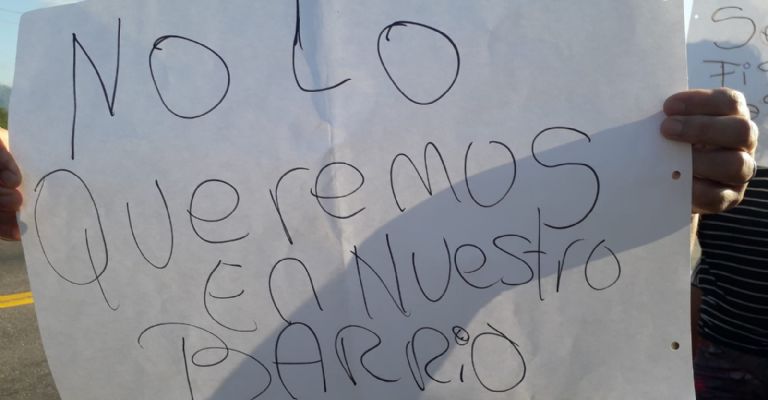 NO LO
Queremos
en Nuestro
BARRiO